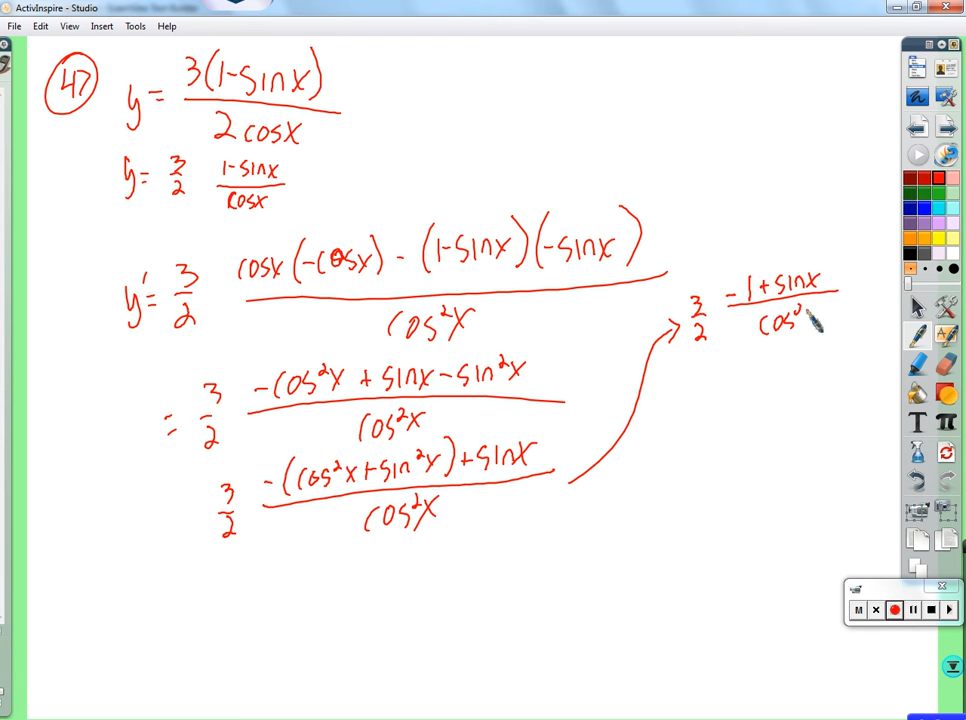 ActivInspire - Studio
File Edit View Insert Tools Help
47
y = 3(1-sinx) / 2 cosx
y = 3/2 1-sinx / cosx
y' = 3/2 cosx(-cosx) - (1-sinx)(-sinx) / cos²x
= 3/2 -cos²x + sinx - sin²x / cos²x
3/2 -(cos²x + sin²x) + sinx / cos²x
3/2 -1 + sinx / cos²
M